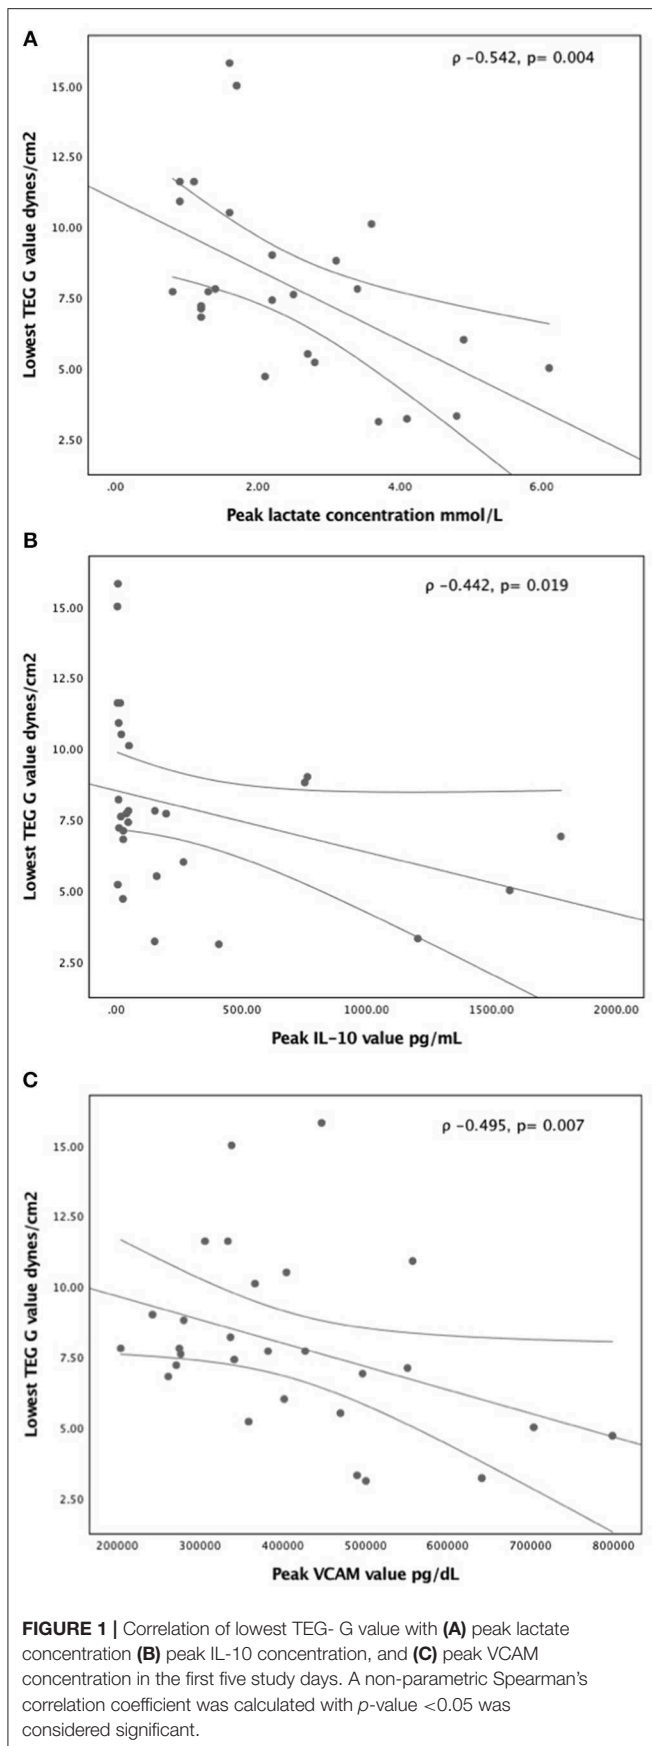 A
ρ -0.542, p= 0.004
Lowest TEG G value dynes/cm2
15.00
12.50
10.00
7.50
5.00
2.50
.00
2.00
4.00
6.00
Peak lactate concentration mmol/L
B
ρ -0.442, p= 0.019
Lowest TEG G value dynes/cm2
15.00
12.50
10.00
7.50
5.00
2.50
.00
500.00
1000.00
1500.00
2000.00
Peak IL-10 value pg/mL
C
ρ -0.495, p= 0.007
Lowest TEG G value dynes/cm2
15.00
12.50
10.00
7.50
5.00
2.50
200000
300000
400000
500000
600000
700000
800000
Peak VCAM value pg/dL
FIGURE 1 | Correlation of lowest TEG- G value with (A) peak lactate
concentration (B) peak IL-10 concentration, and (C) peak VCAM
concentration in the first five study days. A non-parametric Spearman's
correlation coefficient was calculated with p-value <0.05 was
considered significant.